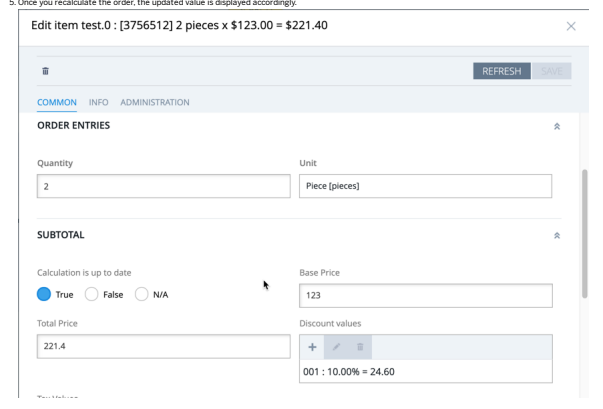 5. Once you recalculate the order, the updated value is displayed accordingly.
Edit item test.0 : [3756512] 2 pieces x $123.00 = $221.40
REFRESH SAVE
COMMON INFO ADMINISTRATION
ORDER ENTRIES
Quantity Unit
2 Piece [pieces]
SUBTOTAL
Calculation is up to date Base Price
True False N/A 123
Total Price Discount values
221.4
001 : 10.00% = 24.60
Tax Values